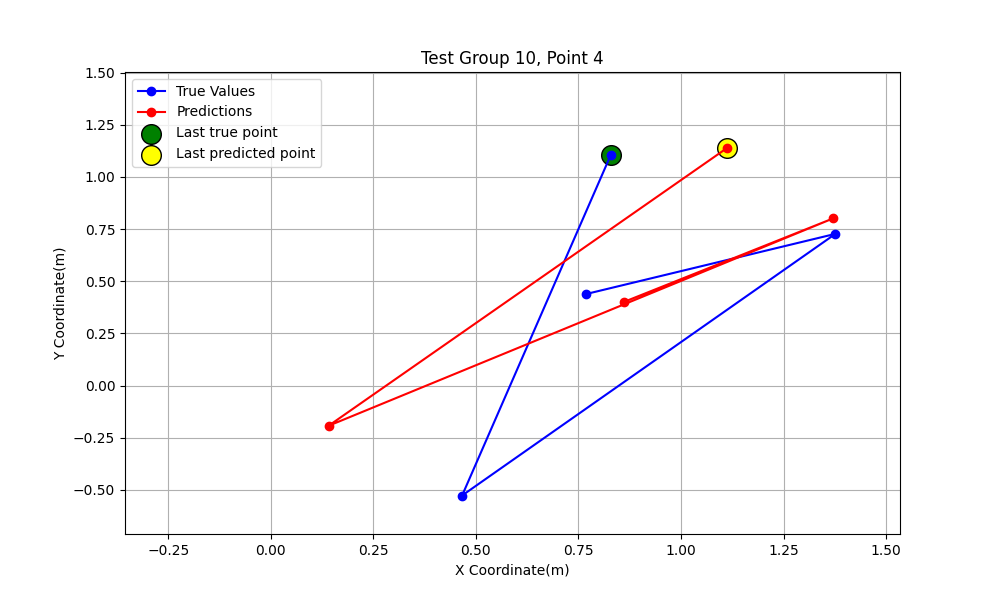 Test Group 10, Point 4
True Values
Predictions
Last true point
Last predicted point
Y Coordinate(m)
1.50
1.25
1.00
0.75
0.50
0.25
0.00
−0.25
−0.50
−0.25
0.00
0.25
0.50
0.75
1.00
1.25
1.50
X Coordinate(m)